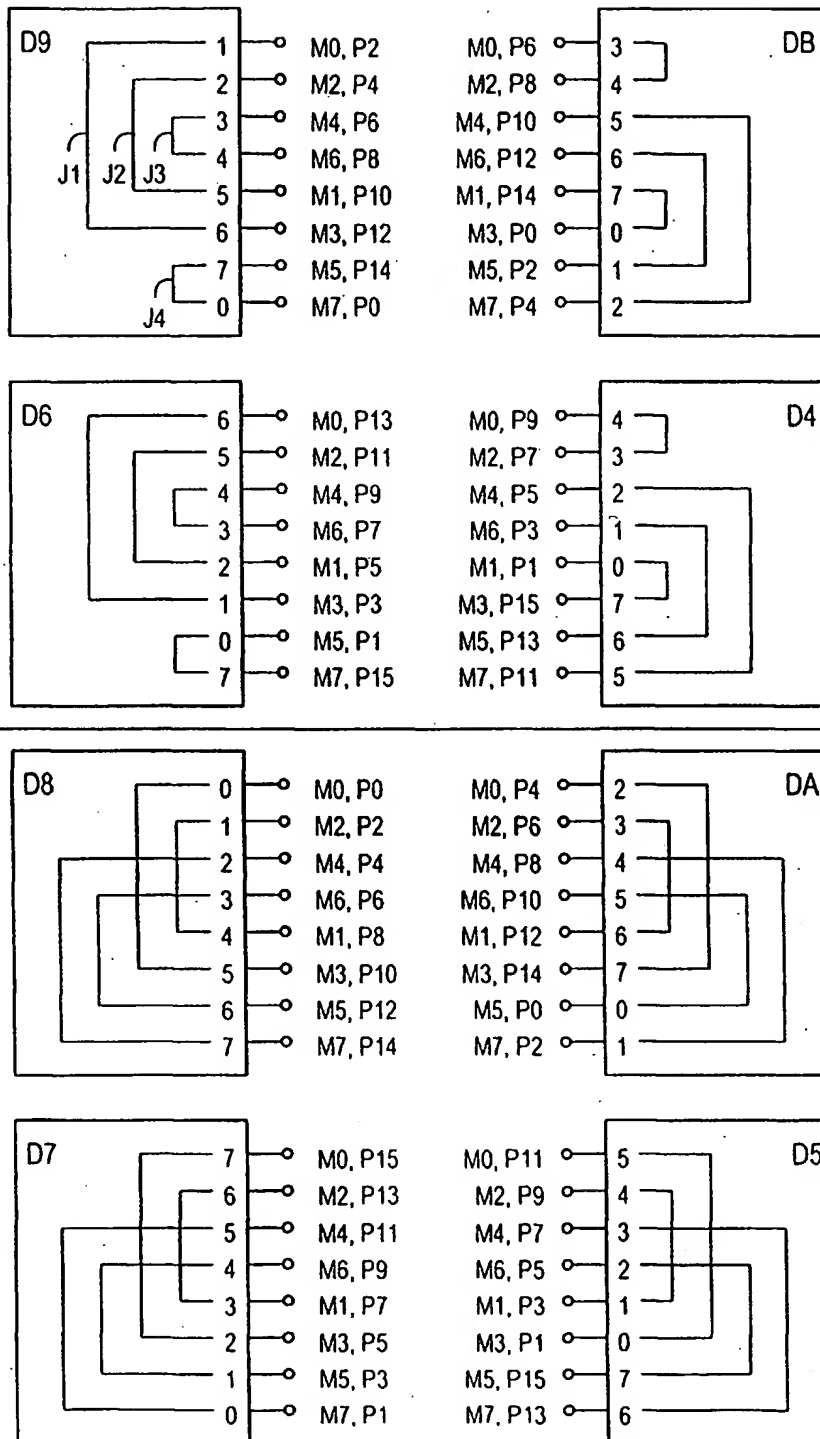 D9 1 M0, P2 M0, P6 3 DB
2 M2, P4 M2, P8 4
3 M4, P6 M4, P10 5
4 M6, P8 M6, P12 6
J1 J2 J3
5 M1, P10 M1, P14 7
6 M3, P12 M3, P0 0
7 M5, P14 M5, P2 1
J4 0 M7, P0 M7, P4 2
D6 6 M0, P13 M0, P9 4 D4
5 M2, P11 M2, P7 3
4 M4, P9 M4, P5 2
3 M6, P7 M6, P3 1
2 M1, P5 M1, P1 0
1 M3, P3 M3, P15 7
0 M5, P1 M5, P13 6
7 M7, P15 M7, P11 5
D8 0 M0, P0 M0, P4 2 DA
1 M2, P2 M2, P6 3
2 M4, P4 M4, P8 4
3 M6, P6 M6, P10 5
4 M1, P8 M1, P12 6
5 M3, P10 M3, P14 7
6 M5, P12 M5, P0 0
7 M7, P14 M7, P2 1
D7 7 M0, P15 M0, P11 5 D5
6 M2, P13 M2, P9 4
5 M4, P11 M4, P7 3
4 M6, P9 M6, P5 2
3 M1, P7 M1, P3 1
2 M3, P5 M3, P1 0
1 M5, P3 M5, P15 7
0 M7, P1 M7, P13 6